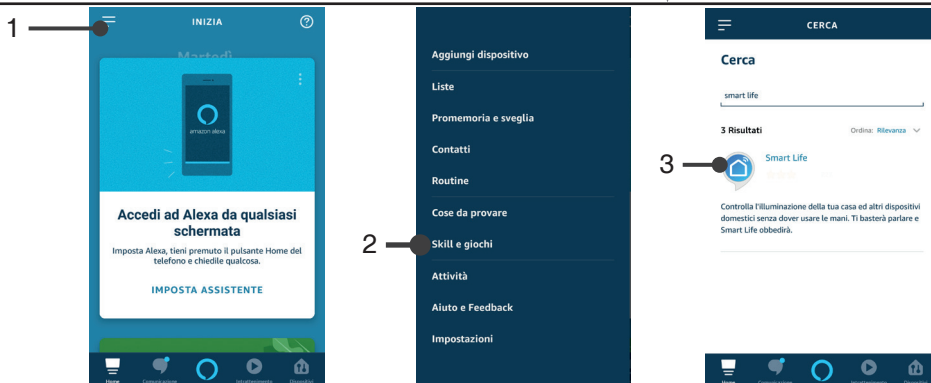 1
INIZIA
?
Martedì
amazon alexa
Accedi ad Alexa da qualsiasi
schermata
Imposta Alexa, tieni premuto il pulsante Home del
telefono e chiedile qualcosa.
IMPOSTA ASSISTENTE
Home
Comunicazione
Intrattenimento
Dispositivi
2
Aggiungi dispositivo
Liste
Promemoria e sveglia
Contatti
Routine
Cose da provare
Skill e giochi
Attività
Aiuto e Feedback
Impostazioni
3
CERCA
Cerca
smart life
3 Risultati
Ordina: Rilevanza
Smart Life
Controlla l'illuminazione della tua casa ed altri dispositivi
domestici senza dover usare le mani. Ti basterà parlare e
Smart Life obbedirà.
Home
Comunicazione
Intrattenimento
Dispositivi